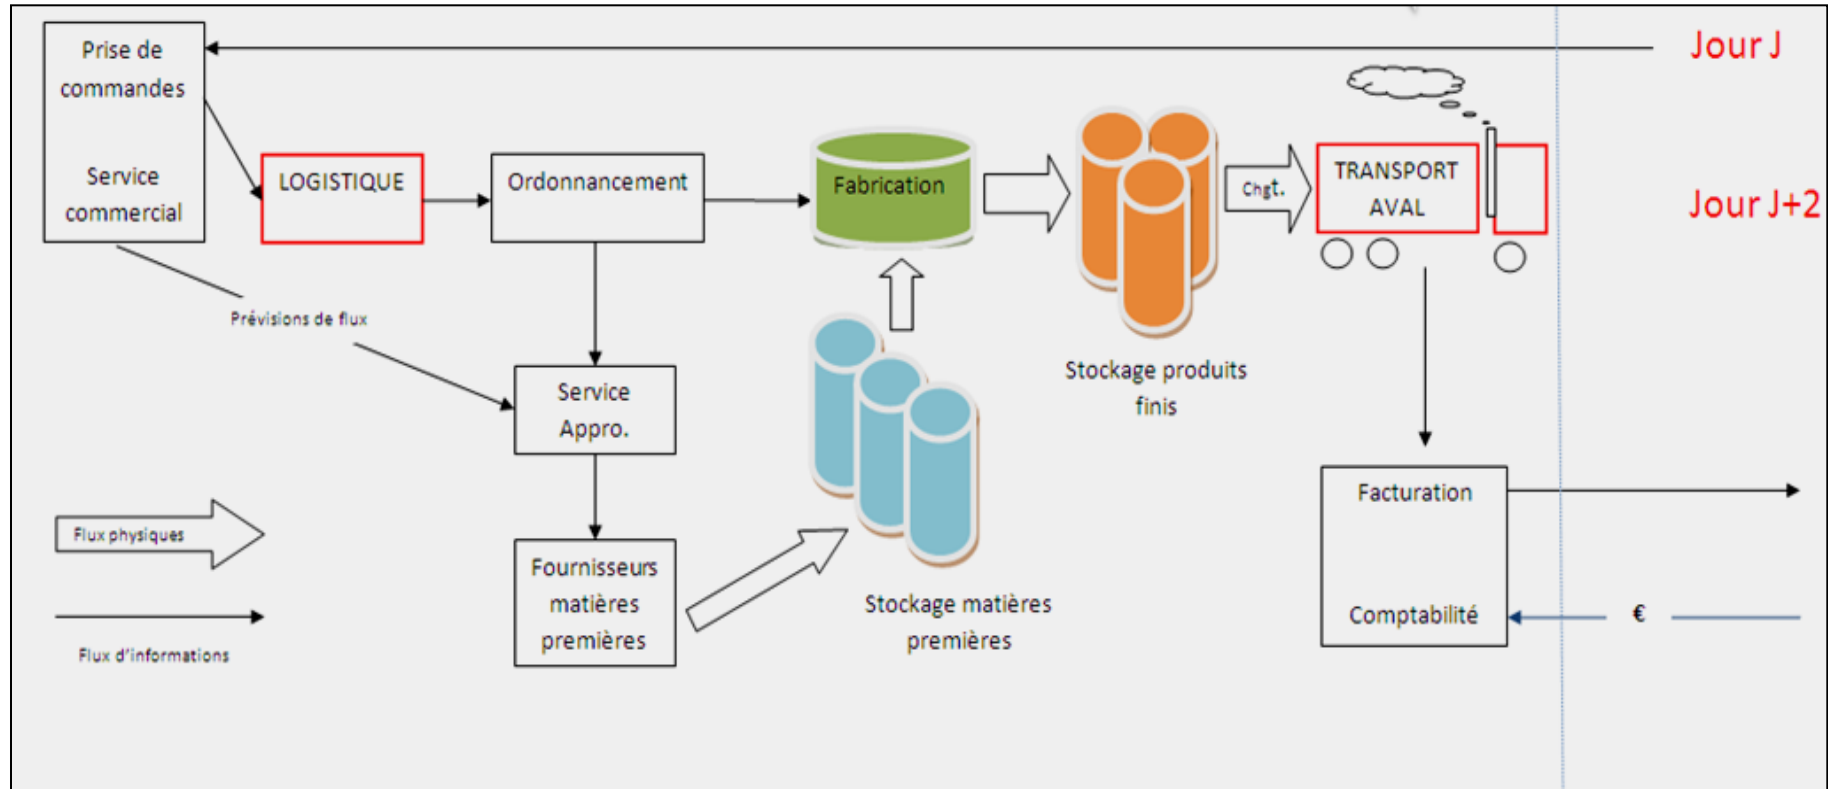 Prise de
commandes
Service
commercial
Jour J
LOGISTIQUE
Ordonnancement
Fabrication
Chgt.
TRANSPORT
AVAL
Jour J+2
Prévisions de flux
Stockage produits
finis
Service
Appro.
Flux physiques
Flux d'informations
Fournisseurs
matières
premières
Stockage matières
premières
Facturation
Comptabilité
€